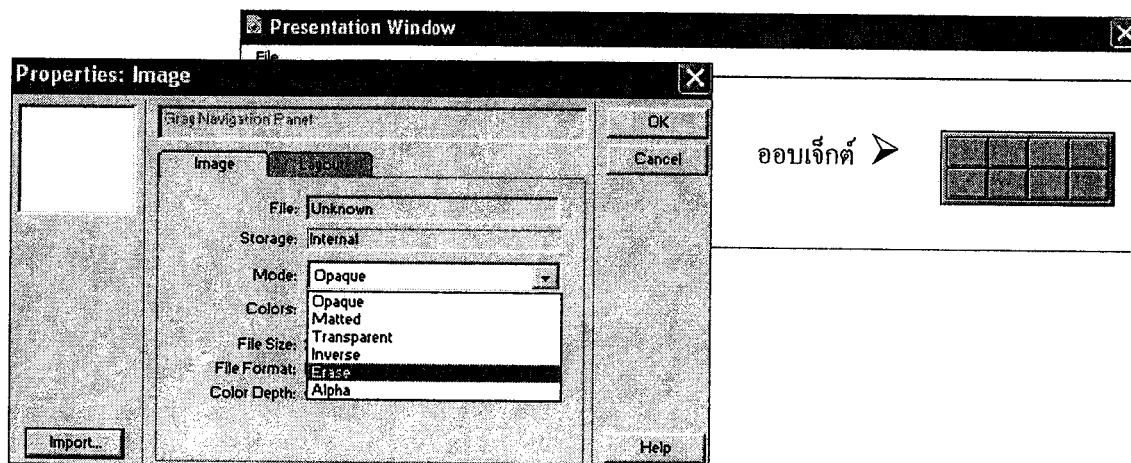 Presentation Window
File
Properties: Image
Gray Navigation Panel
OK
Cancel
Image
Layout
File: Unknown
Storage: Internal
Mode: Opaque
Colors:
Opaque
Matted
Transparent
Inverse
Erase
Alpha
File Size:
File Format:
Color Depth:
Import...
Help
ออบเจ็กต์ ➤